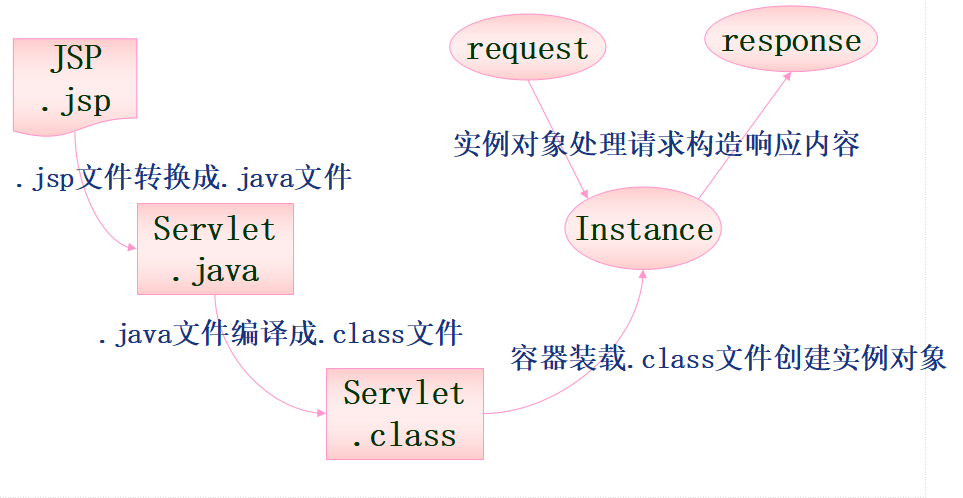 JSP
.jsp
request
response
实例对象处理请求构造响应内容
.jsp文件转换成.java文件
Servlet
.java
Instance
.java文件编译成.class文件
容器装载.class文件创建实例对象
Servlet
.class